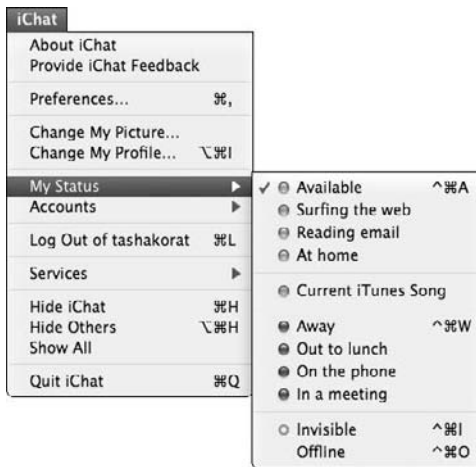 iChat
About iChat
Provide iChat Feedback
Preferences... ⌘,
Change My Picture...
Change My Profile... ⌥⌘I
My Status ▶
Accounts ▶
Log Out of tashakorat ⌘L
Services ▶
Hide iChat ⌘H
Hide Others ⌥⌘H
Show All
Quit iChat ⌘Q
✓ Available ^⌘A
Surfing the web
Reading email
At home
Current iTunes Song
Away ^⌘W
Out to lunch
On the phone
In a meeting
Invisible ^⌘I
Offline ^⌘O